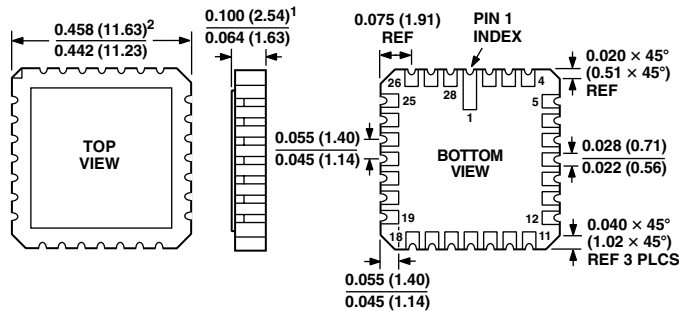 0.458 (11.63)2
0.442 (11.23)
0.100 (2.54)1
0.064 (1.63)
0.075 (1.91)
REF
PIN 1
INDEX
0.020 × 45°
(0.51 × 45°)
REF
26
28
4
25
1
5
TOP
VIEW
0.055 (1.40)
0.045 (1.14)
BOTTOM
VIEW
0.028 (0.71)
0.022 (0.56)
19
12
18
11
0.040 × 45°
(1.02 × 45°)
REF 3 PLCS
0.055 (1.40)
0.045 (1.14)